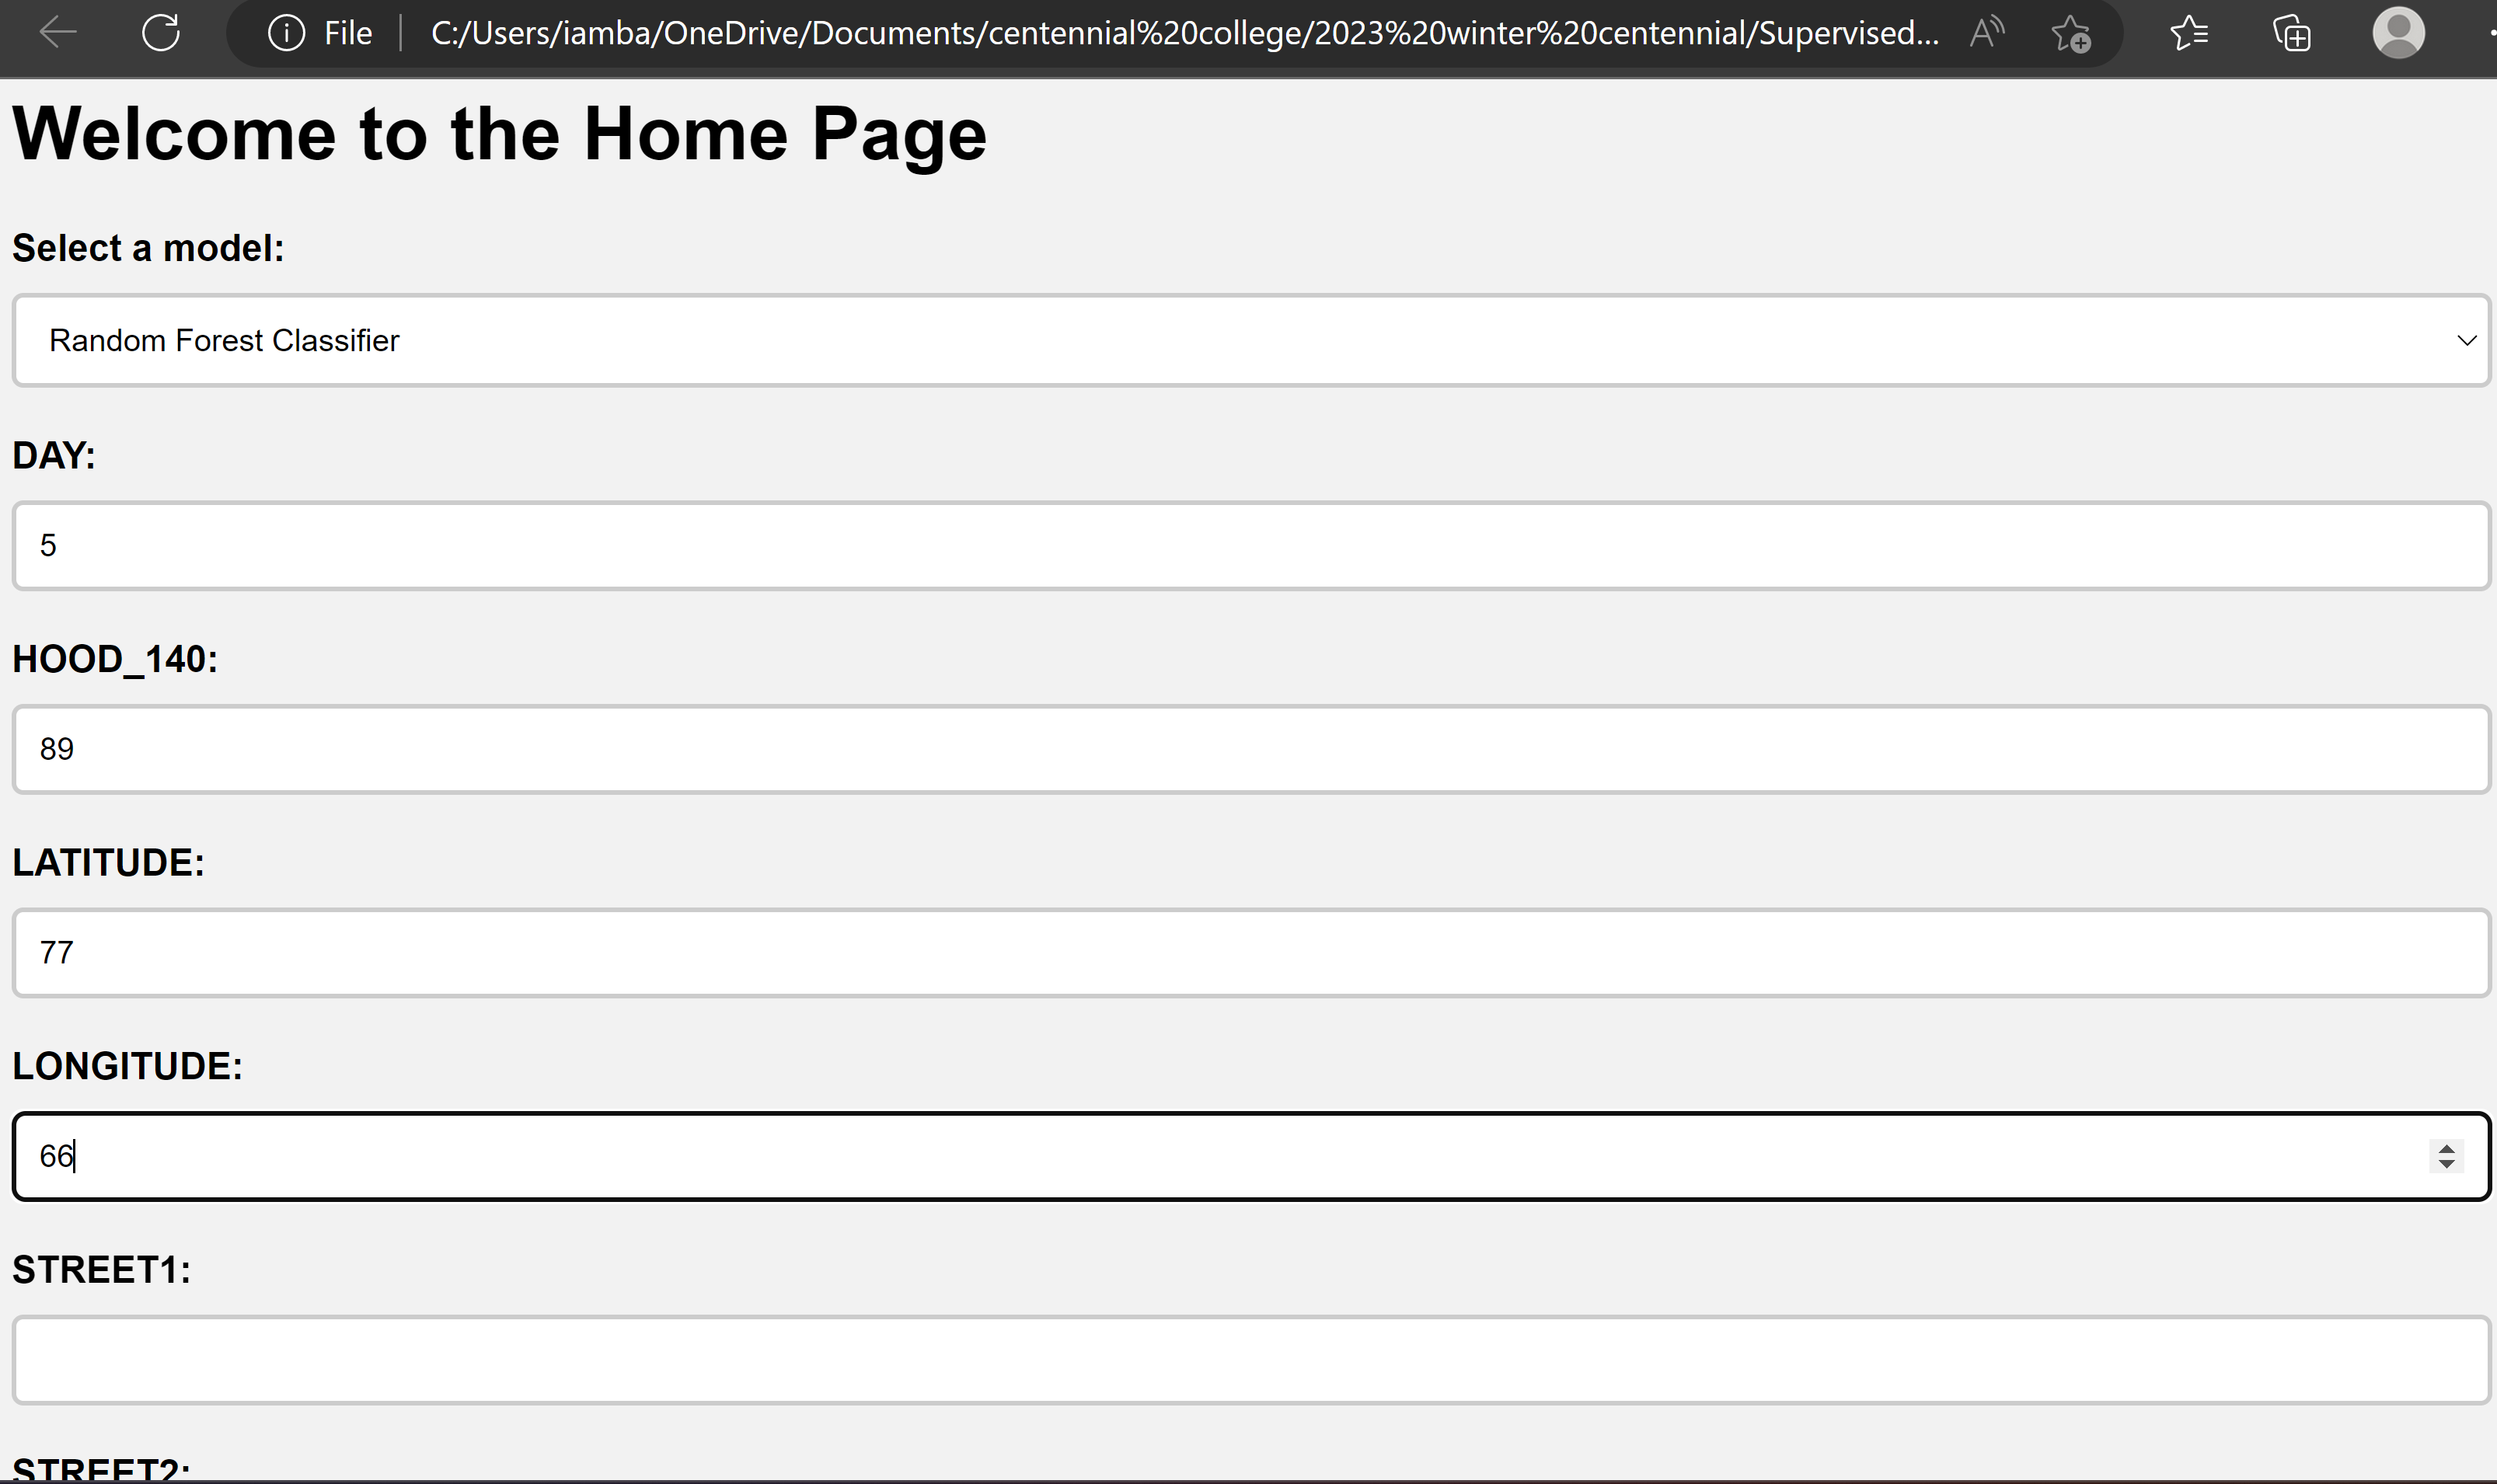 File C:/Users/iamba/OneDrive/Documents/centennial%20college/2023%20winter%20centennial/Supervised...
Welcome to the Home Page
Select a model:
Random Forest Classifier
DAY:
5
HOOD_140:
89
LATITUDE:
77
LONGITUDE:
66
STREET1:
STREET2: